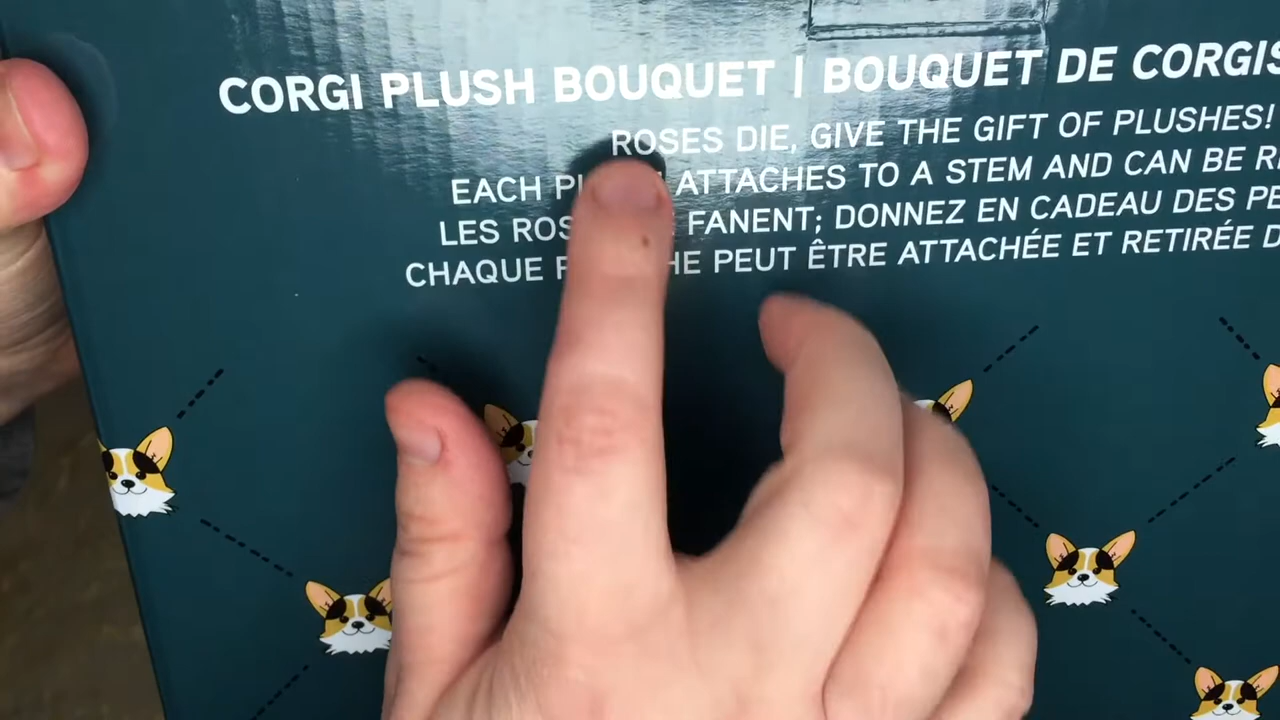 CORGI PLUSH BOUQUET | BOUQUET DE CORGIS
ROSES DIE, GIVE THE GIFT OF PLUSHES!
EACH ATTACHES TO A STEM AND CAN BE
LES FANENT; DONNEZ EN CADEAU DES
CHAQUE PEUT ÊTRE ATTACHÉE ET RETIRÉE